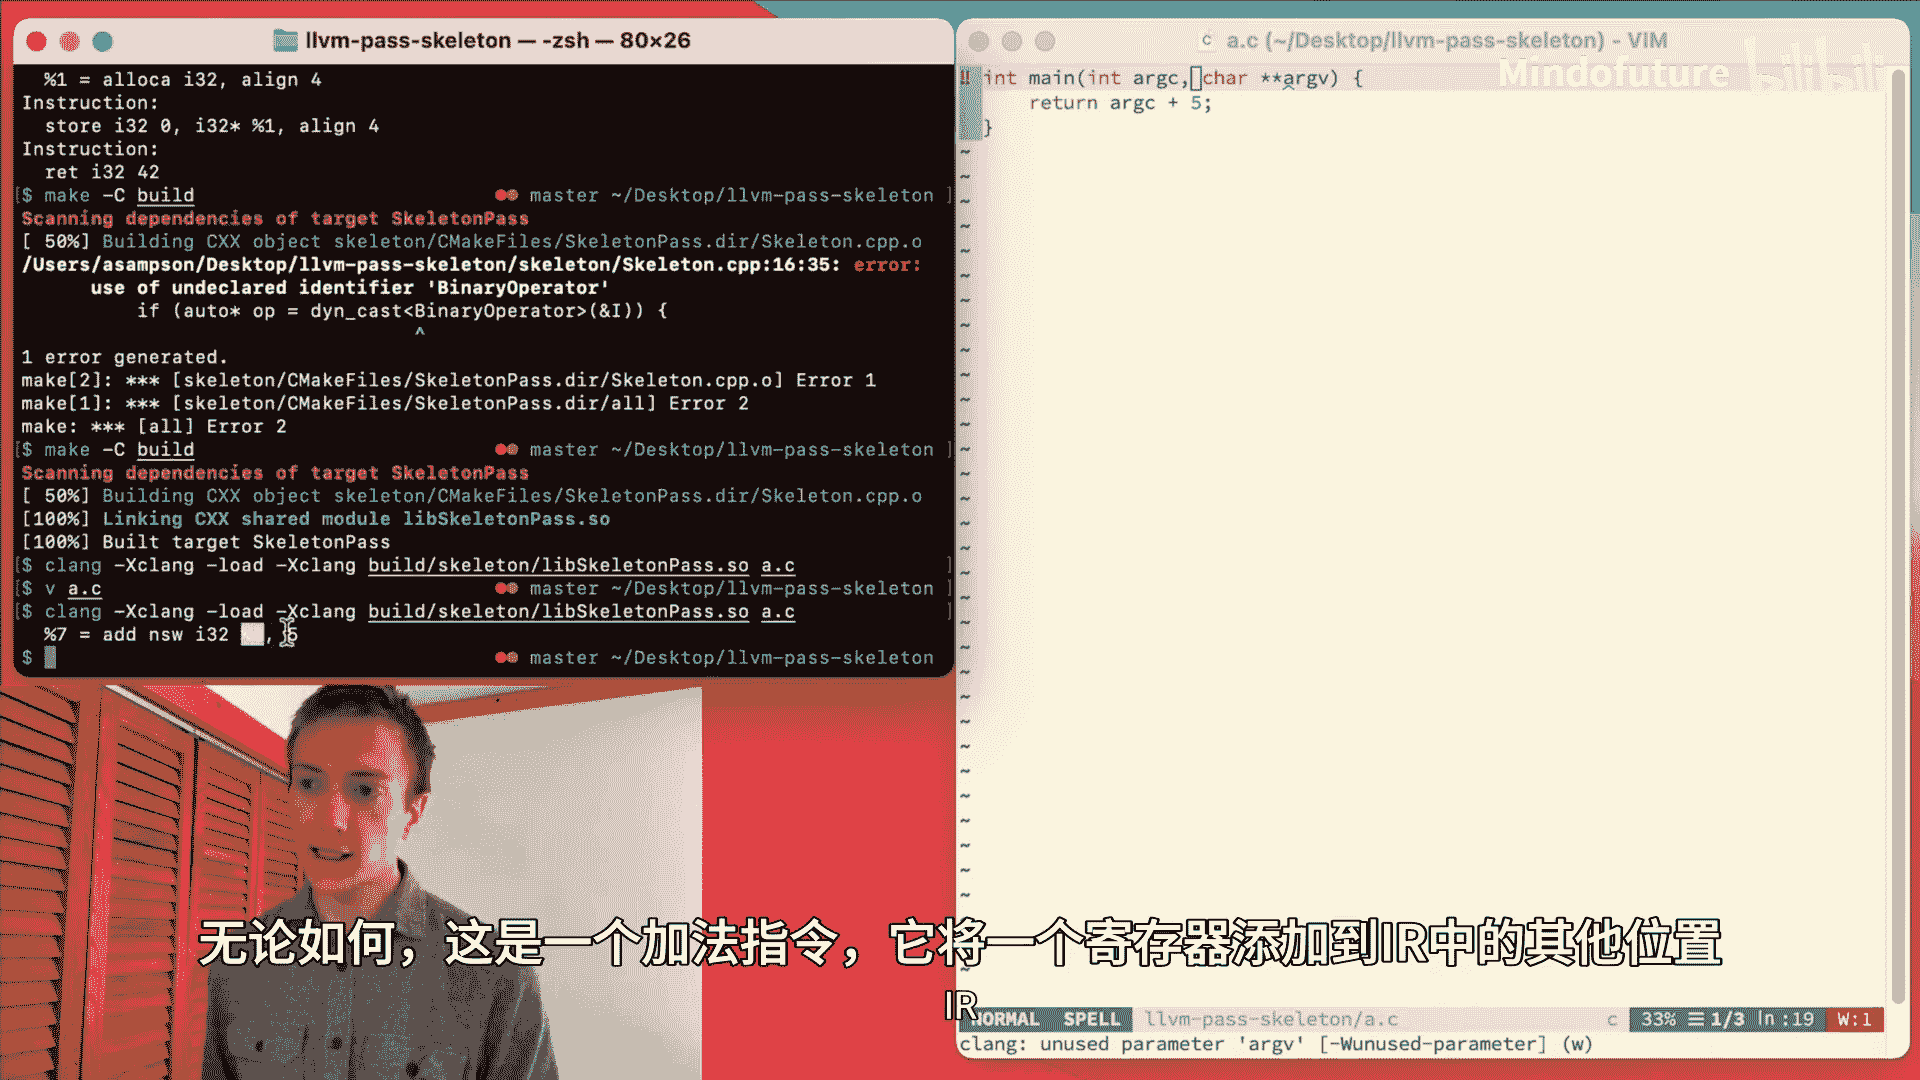 llvm-pass-skeleton — -zsh — 80×26
%1 = alloca i32, align 4
Instruction:
store i32 0, i32* %1, align 4
Instruction:
ret i32 42
$ make -C build master ~/Desktop/llvm-pass-skeleton
Scanning dependencies of target SkeletonPass
[ 50%] Building CXX object skeleton/CMakeFiles/SkeletonPass.dir/Skeleton.cpp.o
/Users/asampson/Desktop/llvm-pass-skeleton/skeleton/Skeleton.cpp:16:35: error:
use of undeclared identifier 'BinaryOperator'
if (auto* op = dyn_cast<BinaryOperator>(&I)) {
^
1 error generated.
make[2]: *** [skeleton/CMakeFiles/SkeletonPass.dir/Skeleton.cpp.o] Error 1
make[1]: *** [skeleton/CMakeFiles/SkeletonPass.dir/all] Error 2
make: *** [all] Error 2
$ make -C build master ~/Desktop/llvm-pass-skeleton
Scanning dependencies of target SkeletonPass
[ 50%] Building CXX object skeleton/CMakeFiles/SkeletonPass.dir/Skeleton.cpp.o
[100%] Linking CXX shared module libSkeletonPass.so
[100%] Built target SkeletonPass
$ clang -Xclang -load -Xclang build/skeleton/libSkeletonPass.so a.c
$ v a.c master ~/Desktop/llvm-pass-skeleton
$ clang -Xclang -load -Xclang build/skeleton/libSkeletonPass.so a.c
%7 = add nsw i32 , 5
$ master ~/Desktop/llvm-pass-skeleton
a.c (~/Desktop/llvm-pass-skeleton) - VIM
Mindofuture bilibili
int main(int argc, char **argv) {
return argc + 5;
}
无论如何，这是一个加法指令，它将一个寄存器添加到IR中的其他位置
IR
NORMAL SPELL llvm-pass-skeleton/a.c c 33% ☰ 1/3 ln :19 W:1
clang: unused parameter 'argv' [-Wunused-parameter] (w)